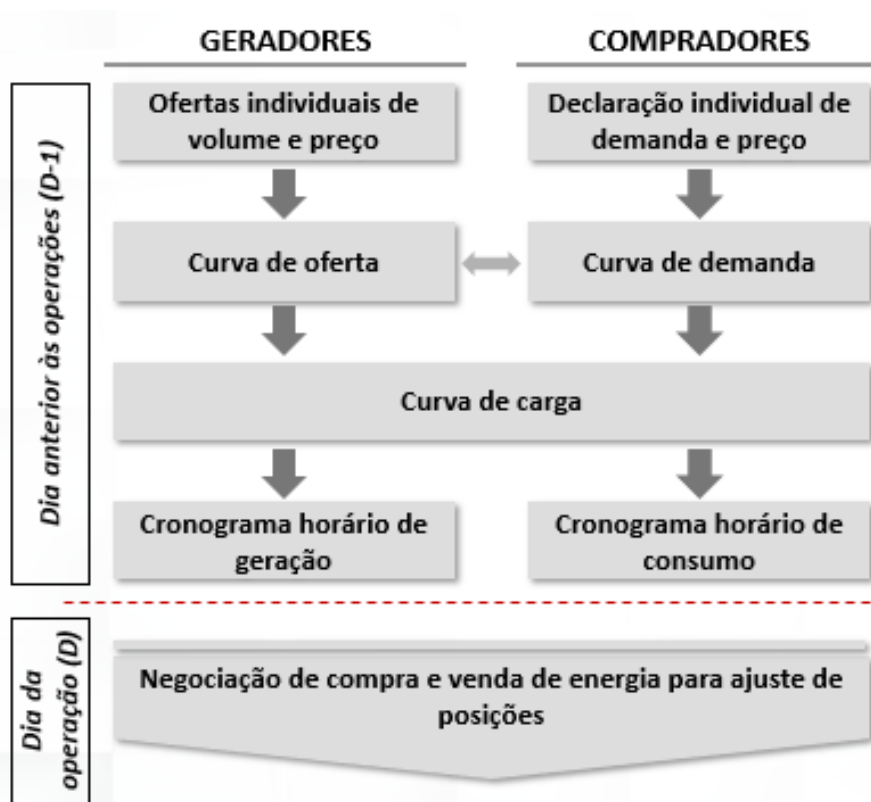 GERADORES
COMPRADORES
Dia anterior às operações (D-1)
Ofertas individuais de
volume e preço
Declaração individual de
demanda e preço
Curva de oferta
Curva de demanda
Curva de carga
Cronograma horário de
geração
Cronograma horário de
consumo
Dia da
operação (D)
Negociação de compra e venda de energia para ajuste de
posições